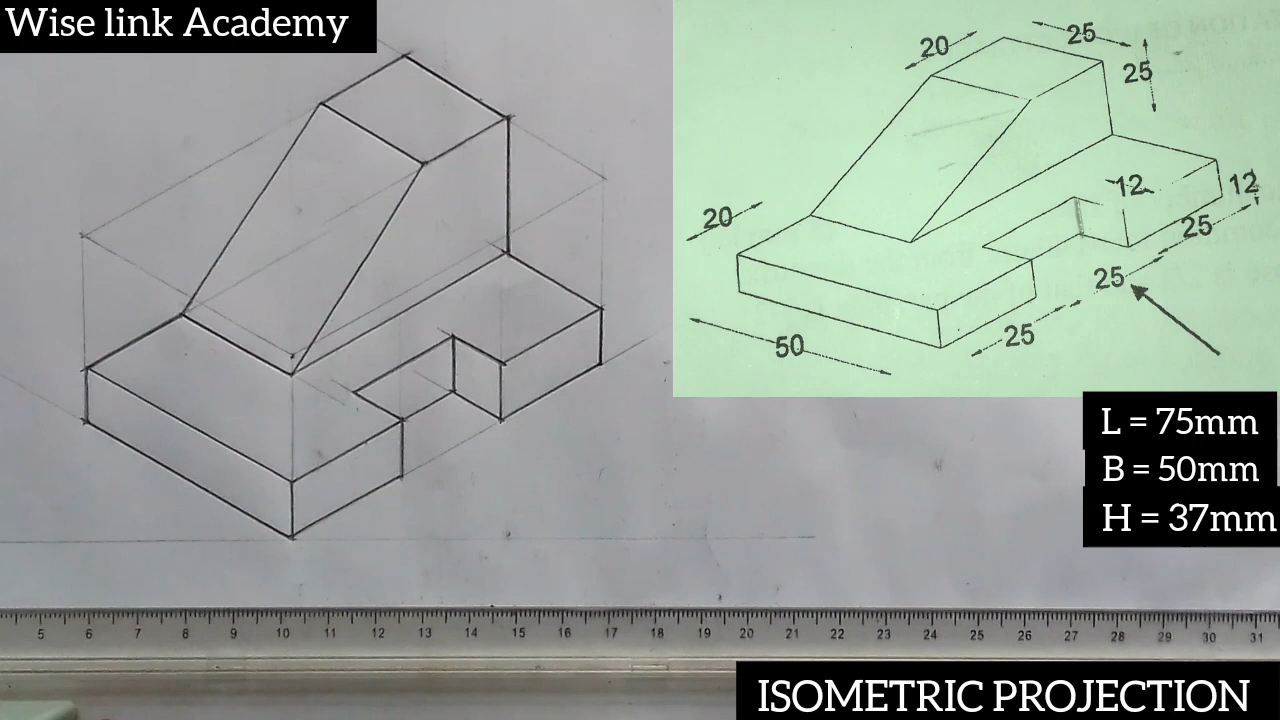 Wise link Academy
20
25
25
20
12
12
25
25
25
50
L = 75mm
B = 50mm
H = 37mm
5 6 7 8 9 10 11 12 13 14 15 16 17 18 19 20 21 22 23 24 25 26 27 28 29 30 31
ISOMETRIC PROJECTION